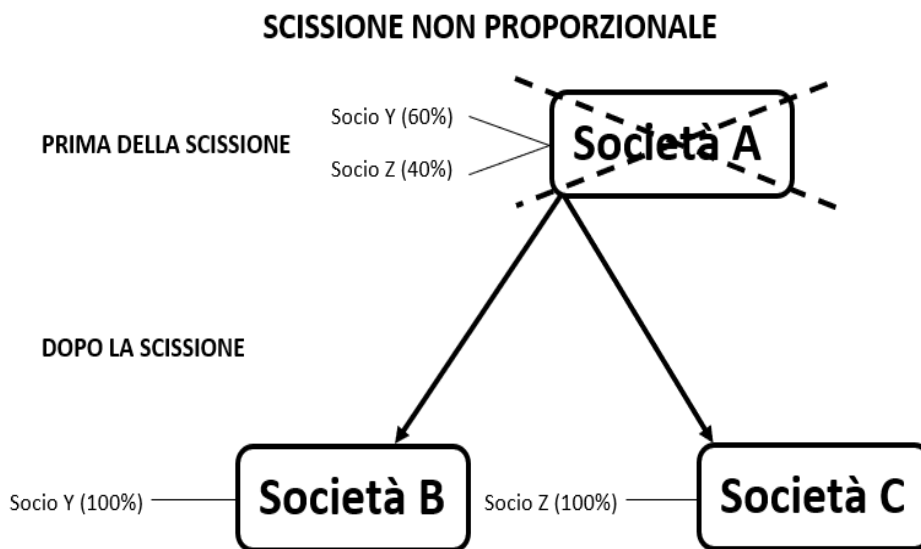 SCISSIONE NON PROPORZIONALE
Socio Y (60%)
Società A
PRIMA DELLA SCISSIONE
Socio Z (40%)
DOPO LA SCISSIONE
Socio Y (100%)
Società B
Socio Z (100%)
Società C